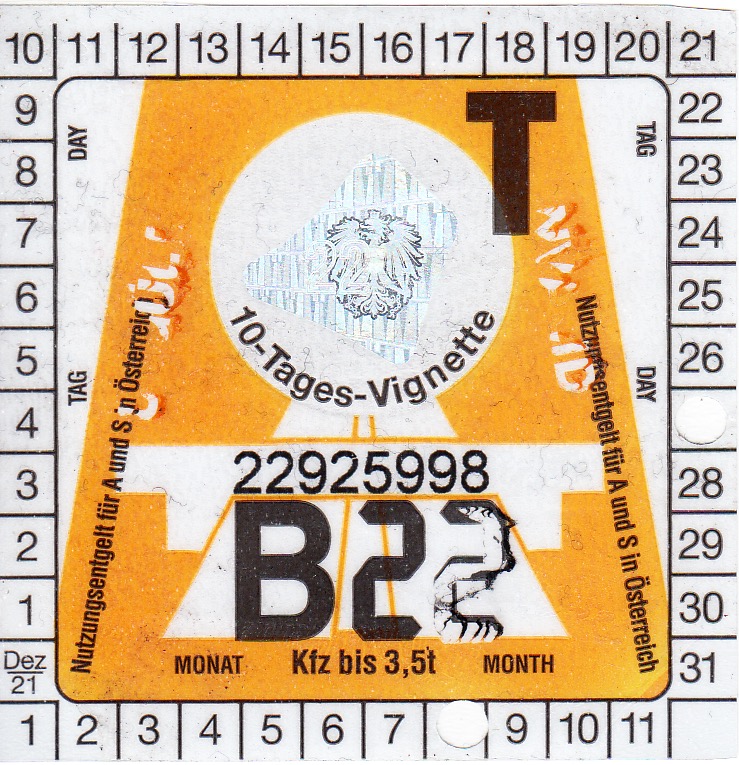 10 11 12 13 14 15 16 17 18 19 20 21
9 22
8 23
7 24
6 25
5 26
4
3 28
2 29
1 30
Dez
21
31
1 2 3 4 5 6 7 9 10 11
DAY
TAG
T
10-Tages-Vignette
TAG
DAY
Nutzungsentgelt für A und S in Österreich
Nutzungsentgelt für A und S in Österreich
22925998
B22
MONAT Kfz bis 3,5t MONTH